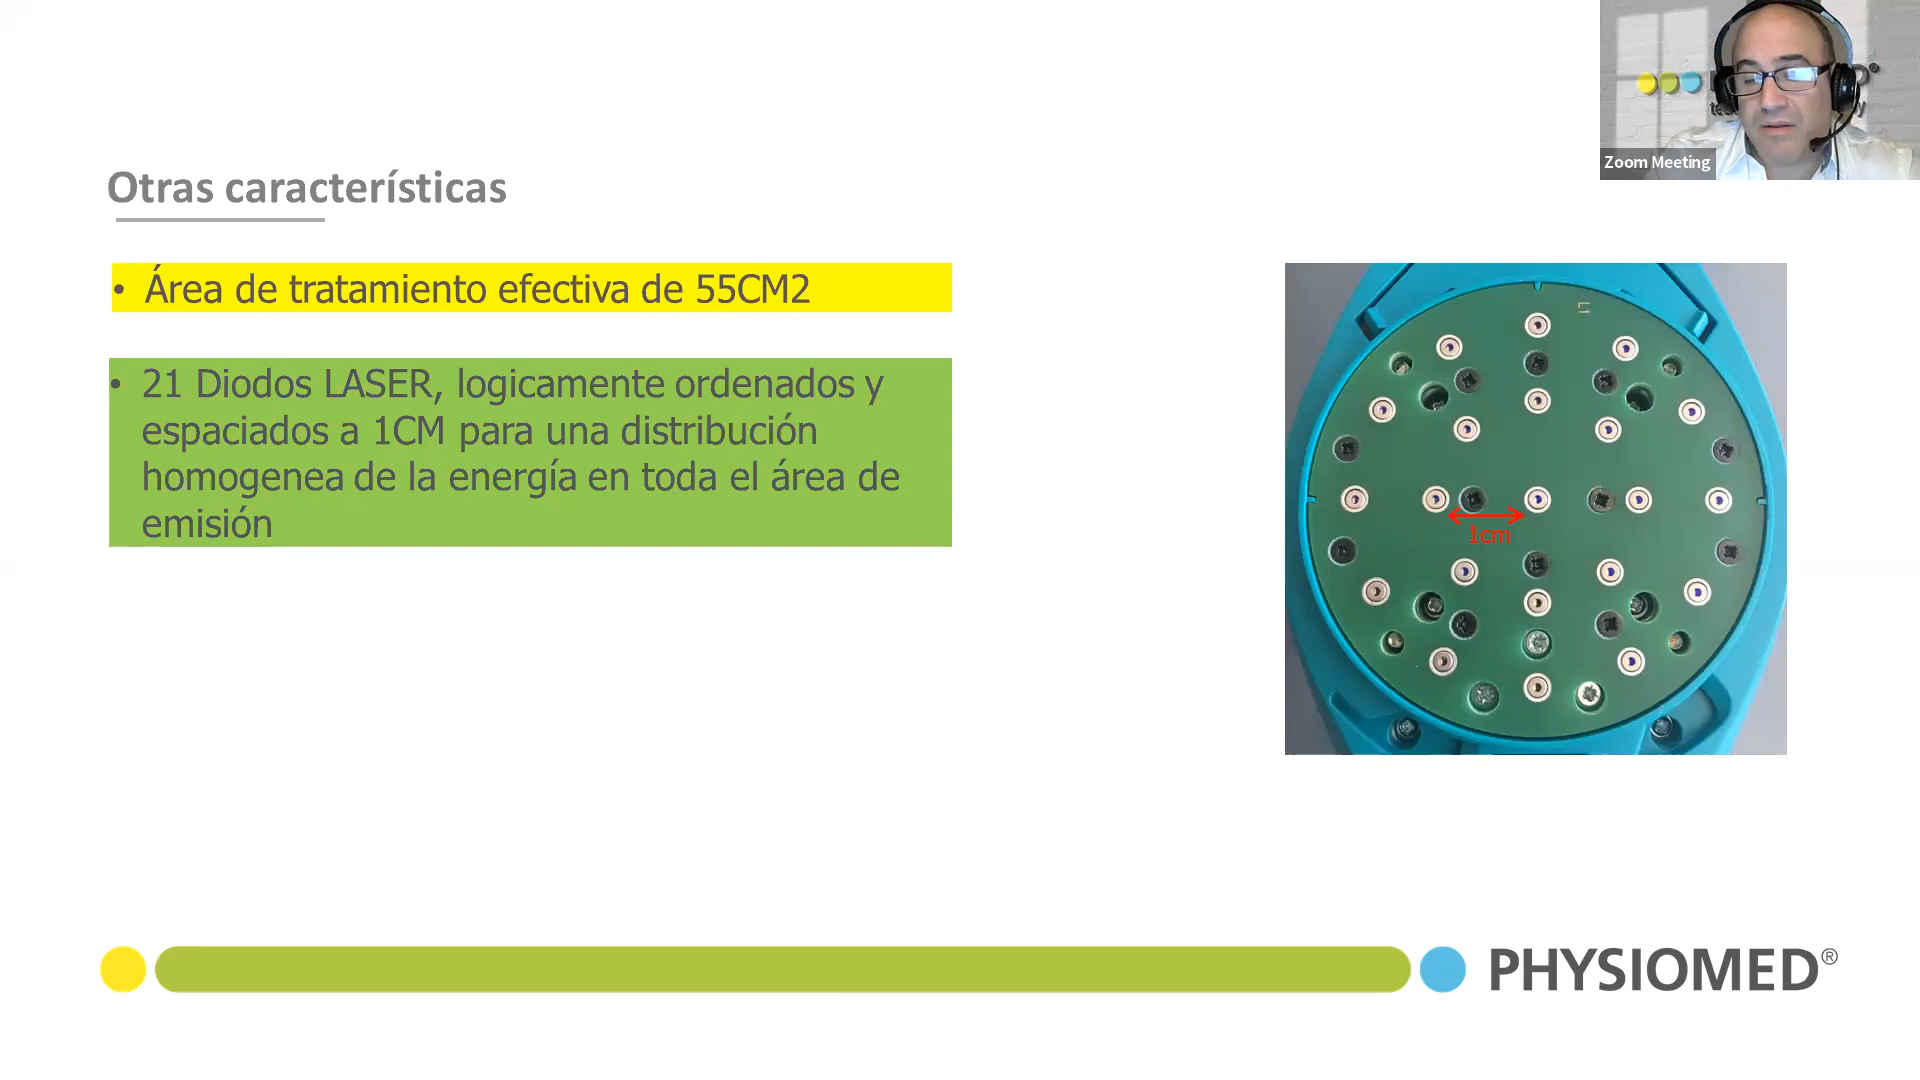 Zoom Meeting
Otras características
• Área de tratamiento efectiva de 55CM2
• 21 Diodos LASER, logicamente ordenados y
espaciados a 1CM para una distribución
homogenea de la energía en toda el área de
emisión
1cm
PHYSIOMED®